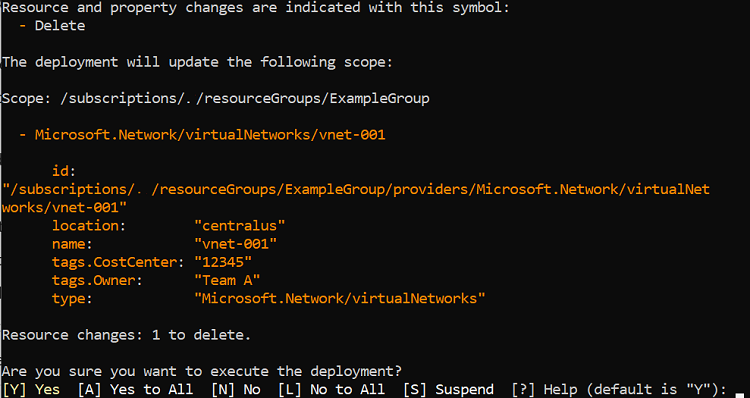 Resource and property changes are indicated with this symbol:
- Delete
The deployment will update the following scope:
Scope: /subscriptions/./resourceGroups/ExampleGroup
- Microsoft.Network/virtualNetworks/vnet-001
id:
"/subscriptions/. /resourceGroups/ExampleGroup/providers/Microsoft.Network/virtualNet
works/vnet-001"
location: "centralus"
name: "vnet-001"
tags.CostCenter: "12345"
tags.Owner: "Team A"
type: "Microsoft.Network/virtualNetworks"
Resource changes: 1 to delete.
Are you sure you want to execute the deployment?
[Y] Yes [A] Yes to All [N] No [L] No to All [S] Suspend [?] Help (default is "Y"):